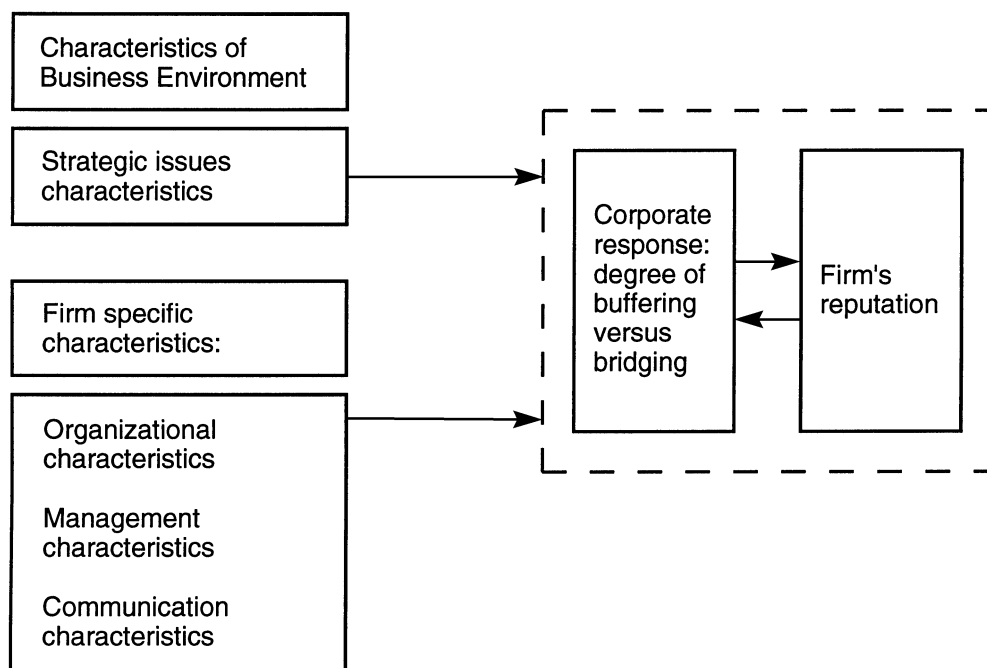 Characteristics of
Business Environment
Strategic issues
characteristics
Firm specific
characteristics:
Organizational
characteristics
Management
characteristics
Communication
characteristics
Corporate
response:
degree of
buffering
versus
bridging
Firm's
reputation